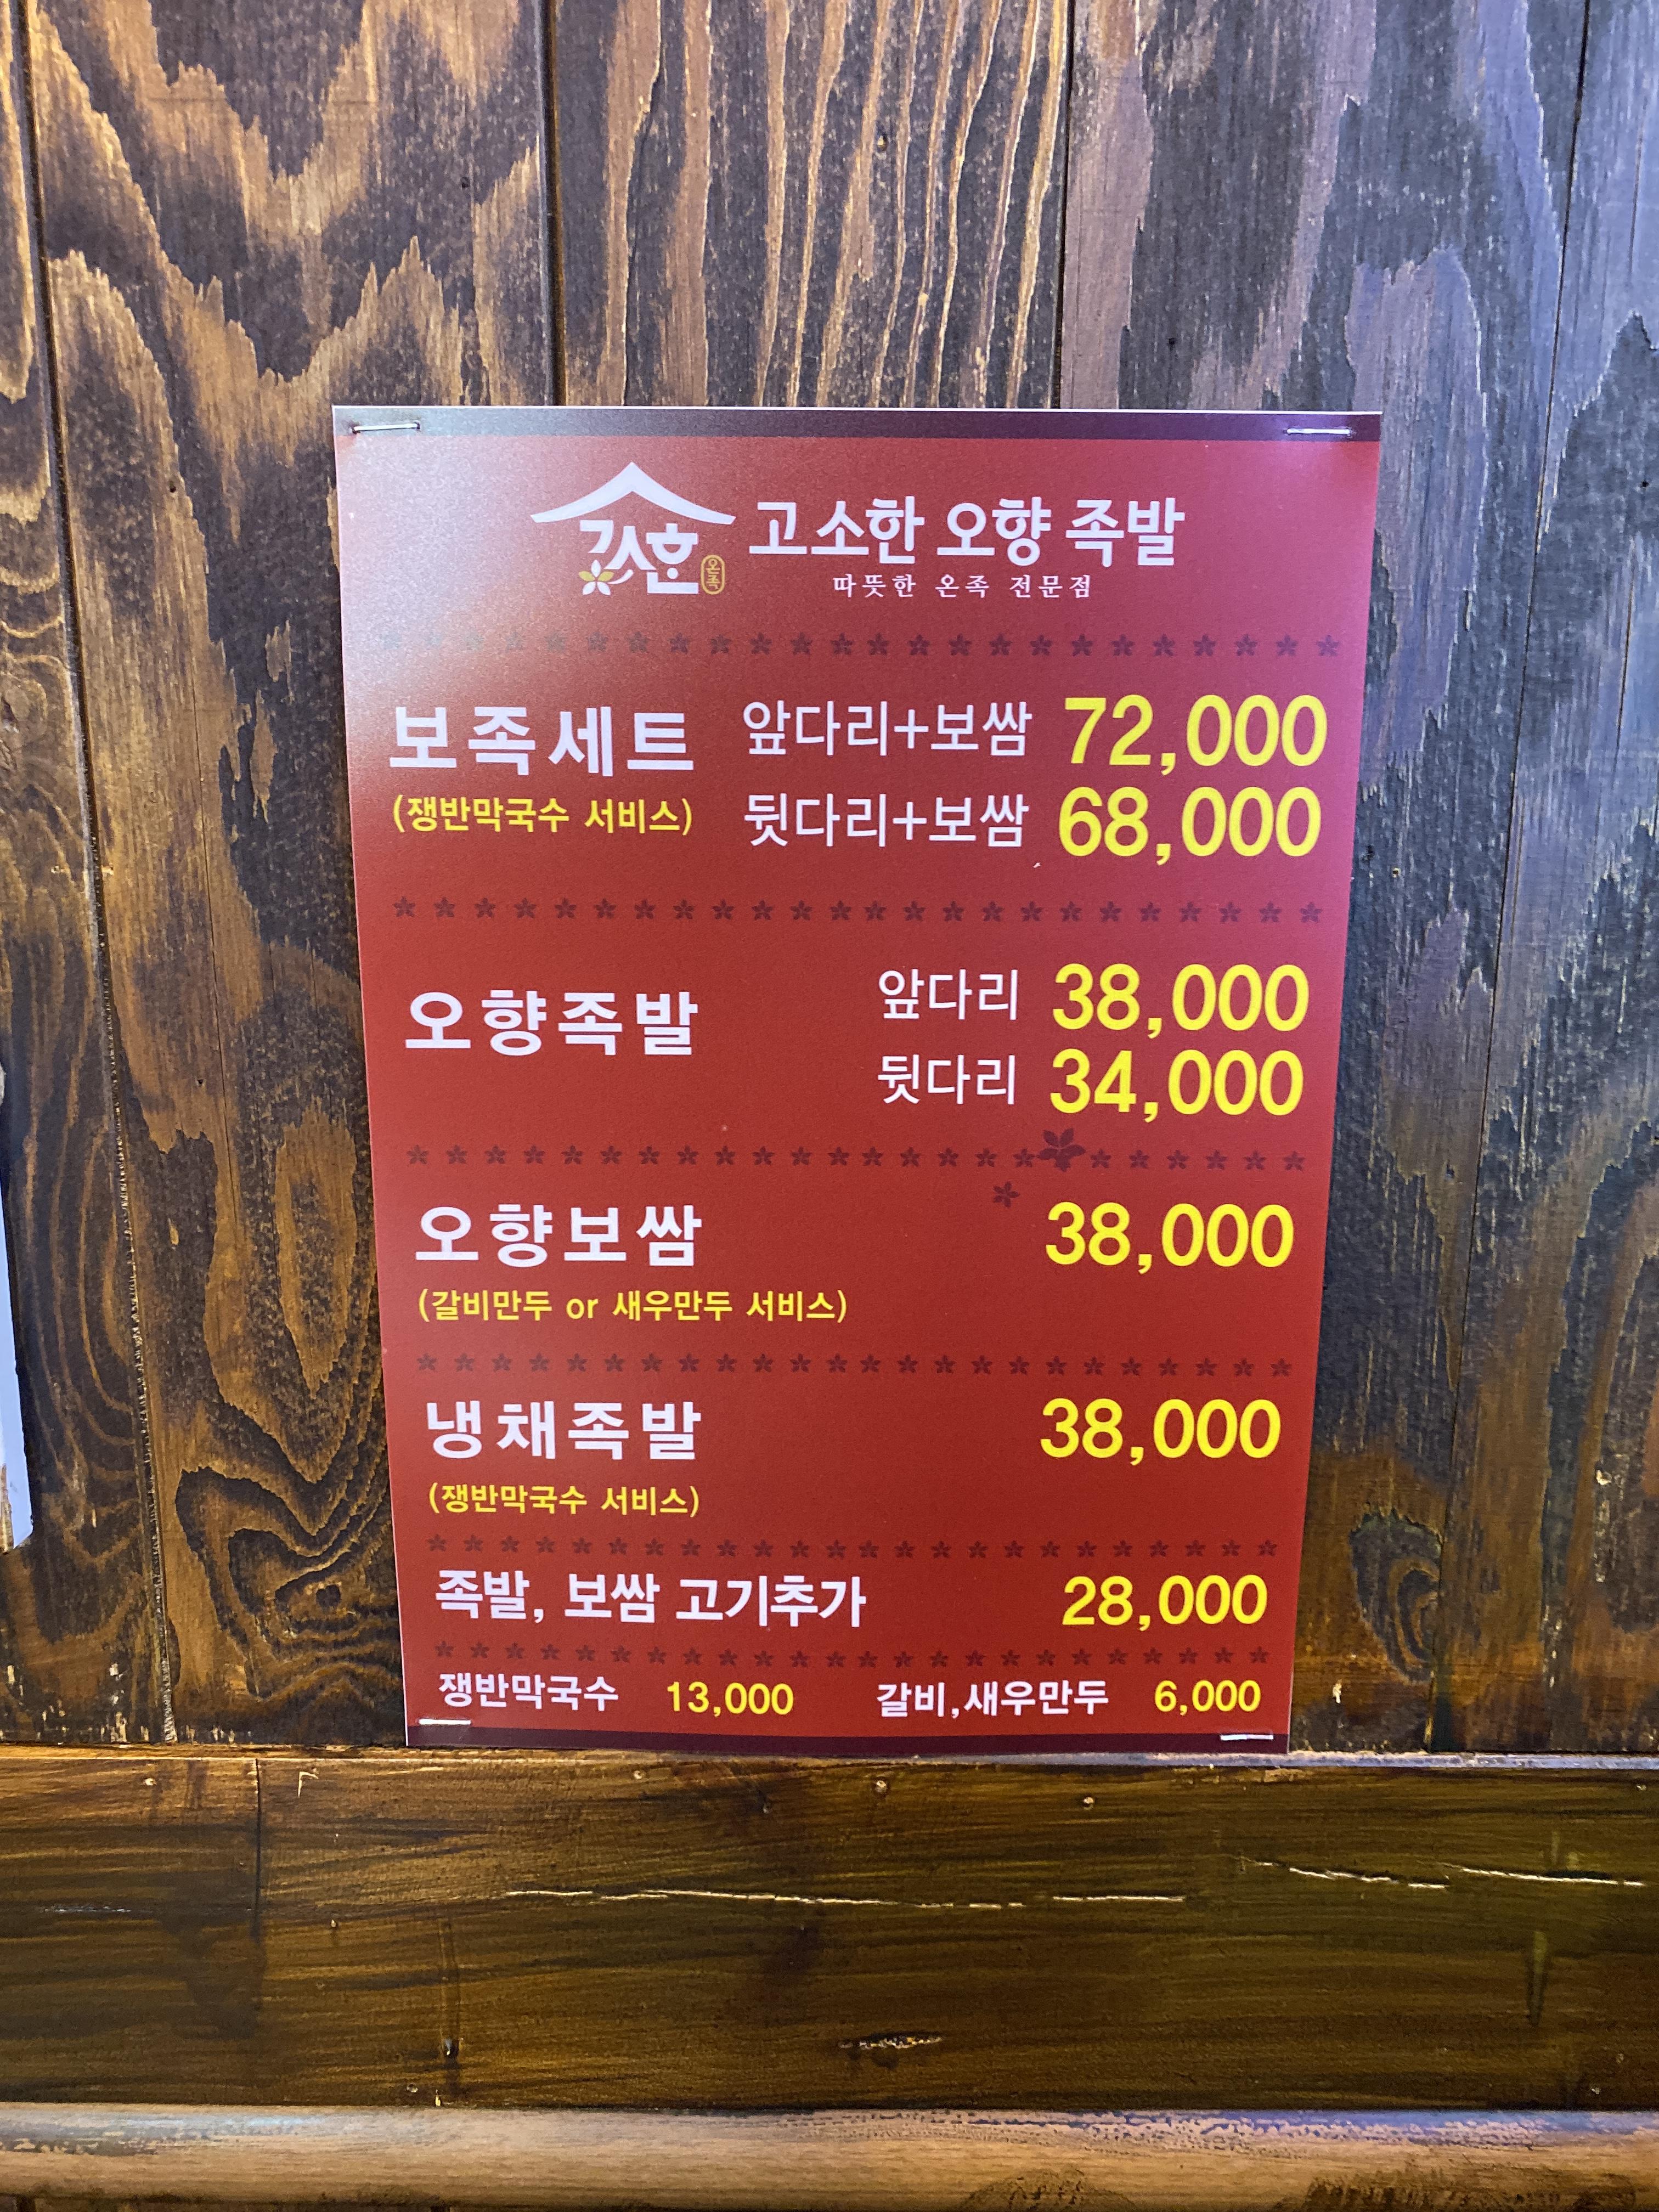 고소한 온족
고소한 오향 족발
따뜻한 온족 전문점
보족세트 앞다리+보쌈 72,000
(쟁반막국수 서비스) 뒷다리+보쌈 68,000
오향족발 앞다리 38,000
뒷다리 34,000
오향보쌈 38,000
(갈비만두 or 새우만두 서비스)
냉채족발 38,000
(쟁반막국수 서비스)
족발, 보쌈 고기추가 28,000
쟁반막국수 13,000 갈비,새우만두 6,000